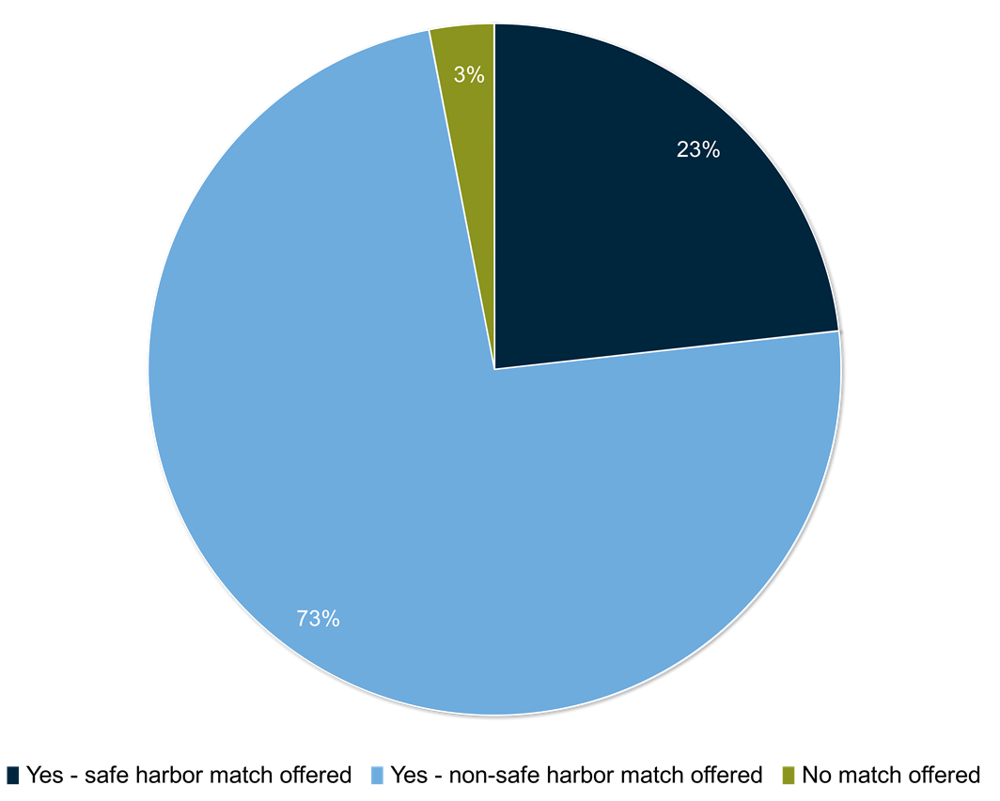 3%
23%
73%
Yes - safe harbor match offered Yes - non-safe harbor match offered No match offered